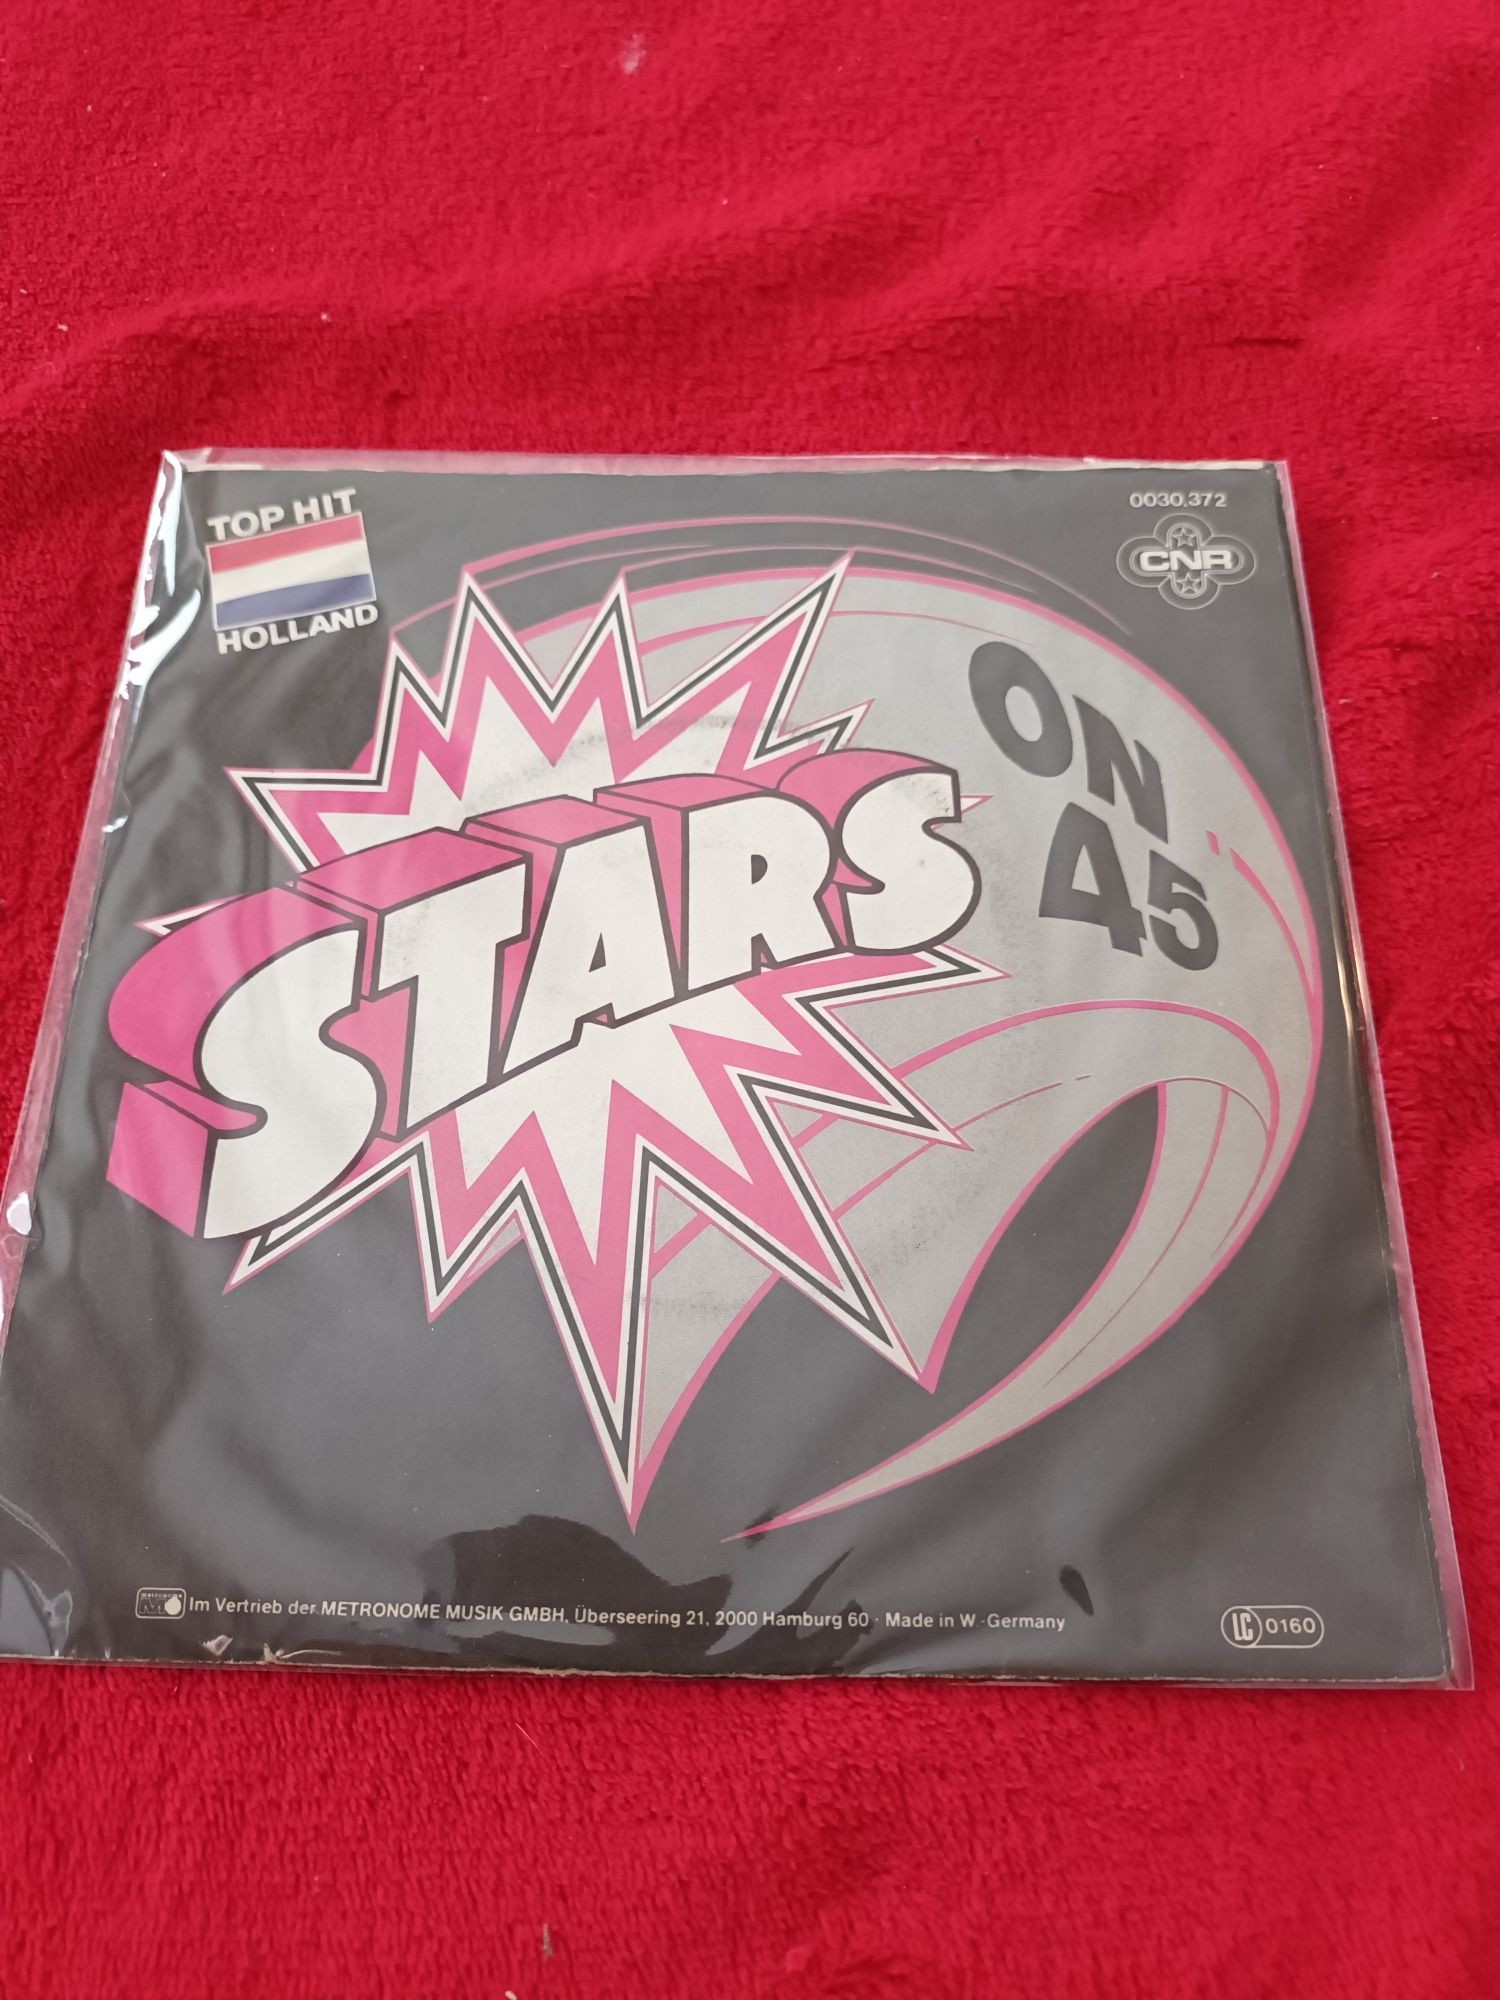 TOP HIT
HOLLAND
0030.372
CNR
STARS
ON
45
metronome
Im Vertrieb der METRONOME MUSIK GMBH, Überseering 21, 2000 Hamburg 60 · Made in W.-Germany
LC 0160